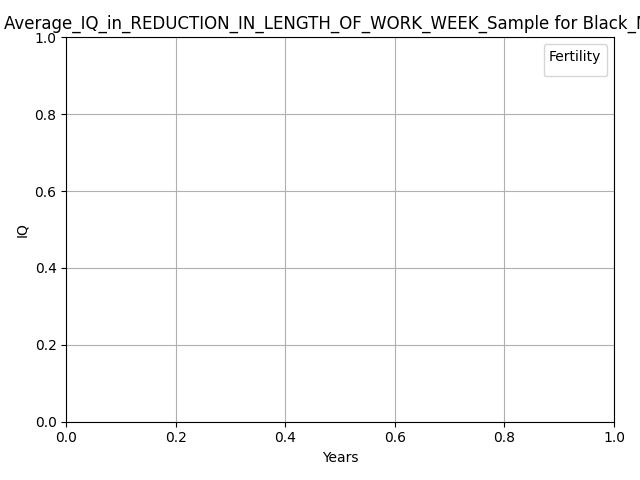 Average_IQ_in_REDUCTION_IN_LENGTH_OF_WORK_WEEK_Sample for Black_
1.0
Fertility
0.8
0.6
IQ
0.4
0.2
0.0
0.0 0.2 0.4 0.6 0.8 1.0
Years